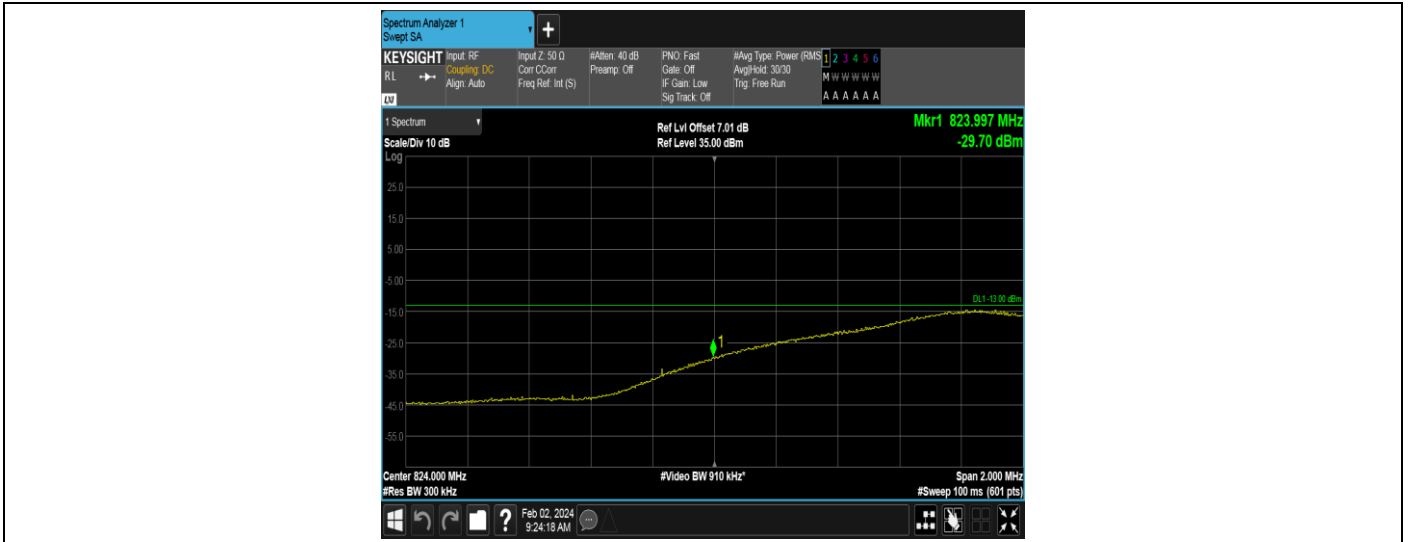 Spectrum Analyzer 1
Swept SA
+
KEYSIGHT
RL
LXI
Input: RF
Coupling: DC
Align: Auto
Input Z: 50 Ω
Corr CCorr
Freq Ref: Int (S)
#Atten: 40 dB
Preamp: Off
PNO: Fast
Gate: Off
IF Gain: Low
Sig Track: Off
#Avg Type: Power (RMS
Avg|Hold: 30/30
Trig: Free Run
1 2 3 4 5 6
M W W W W W
A A A A A A
1 Spectrum
Scale/Div 10 dB
Ref Lvl Offset 7.01 dB
Ref Level 35.00 dBm
Mkr1 823.997 MHz
-29.70 dBm
Log
25.0
15.0
5.00
-5.00
DL1 -13.00 dBm
-15.0
1
-25.0
-35.0
-45.0
-55.0
Center 824.000 MHz
#Video BW 910 kHz*
Span 2.000 MHz
#Res BW 300 kHz
#Sweep 100 ms (601 pts)
?
Feb 02, 2024
9:24:18 AM